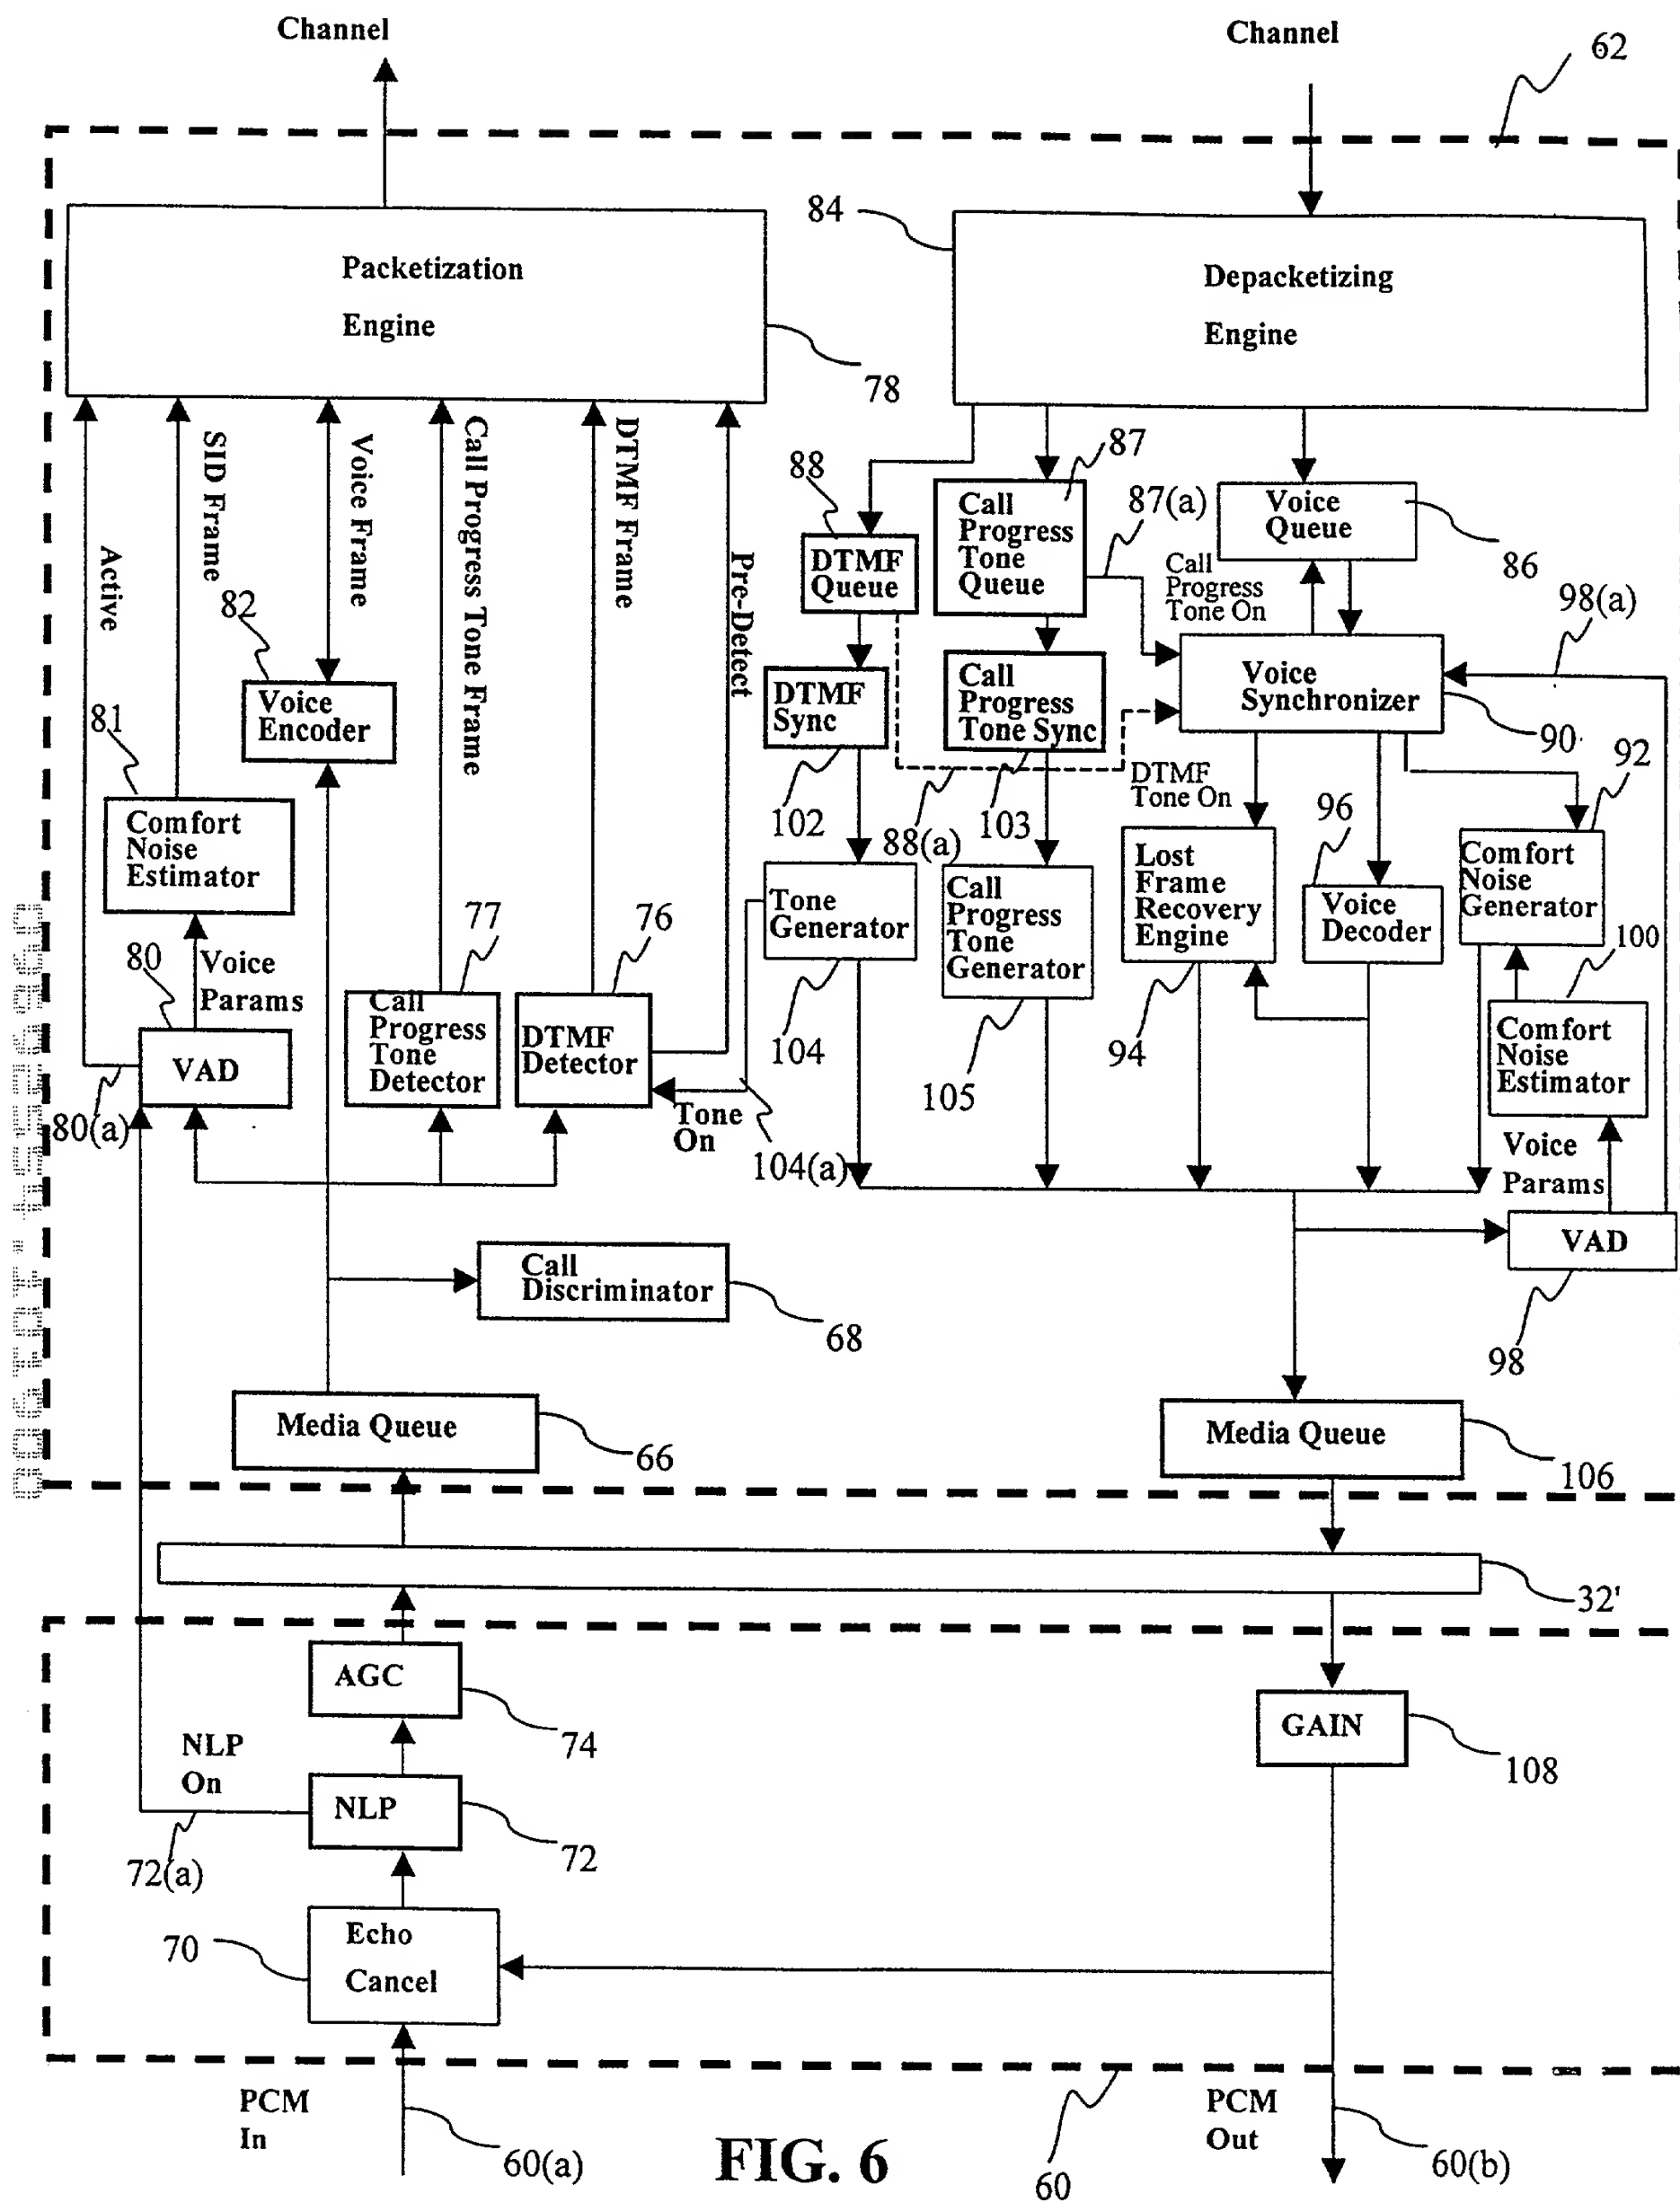 Channel
Channel
62
84
Packetization
Engine
Depacketizing
Engine
78
Active
SID Frame
Voice Frame
Call Progress Tone Frame
DTMF Frame
Pre-Detect
88
87
87(a)
DTMF
Queue
Call
Progress
Tone
Queue
Voice
Queue
86
Call
Progress
Tone On
98(a)
82
Voice
Encoder
DTMF
Sync
Call
Progress
Tone Sync
Voice
Synchronizer
90
81
102
88(a)
103
DTMF
Tone On
96
92
Comfort
Noise
Estimator
Tone
Generator
Call
Progress
Tone
Generator
Lost
Frame
Recovery
Engine
Voice
Decoder
Comfort
Noise
Generator
100
80
Voice
Params
77
76
Call
Progress
Tone
Detector
DTMF
Detector
104
105
94
Comfort
Noise
Estimator
VAD
80(a)
Tone
On
104(a)
Voice
Params
VAD
98
Call
Discriminator
68
Media Queue
66
Media Queue
106
32'
AGC
74
GAIN
108
NLP
On
NLP
72
72(a)
70
Echo
Cancel
PCM
In
60(a)
FIG. 6
60
PCM
Out
60(b)